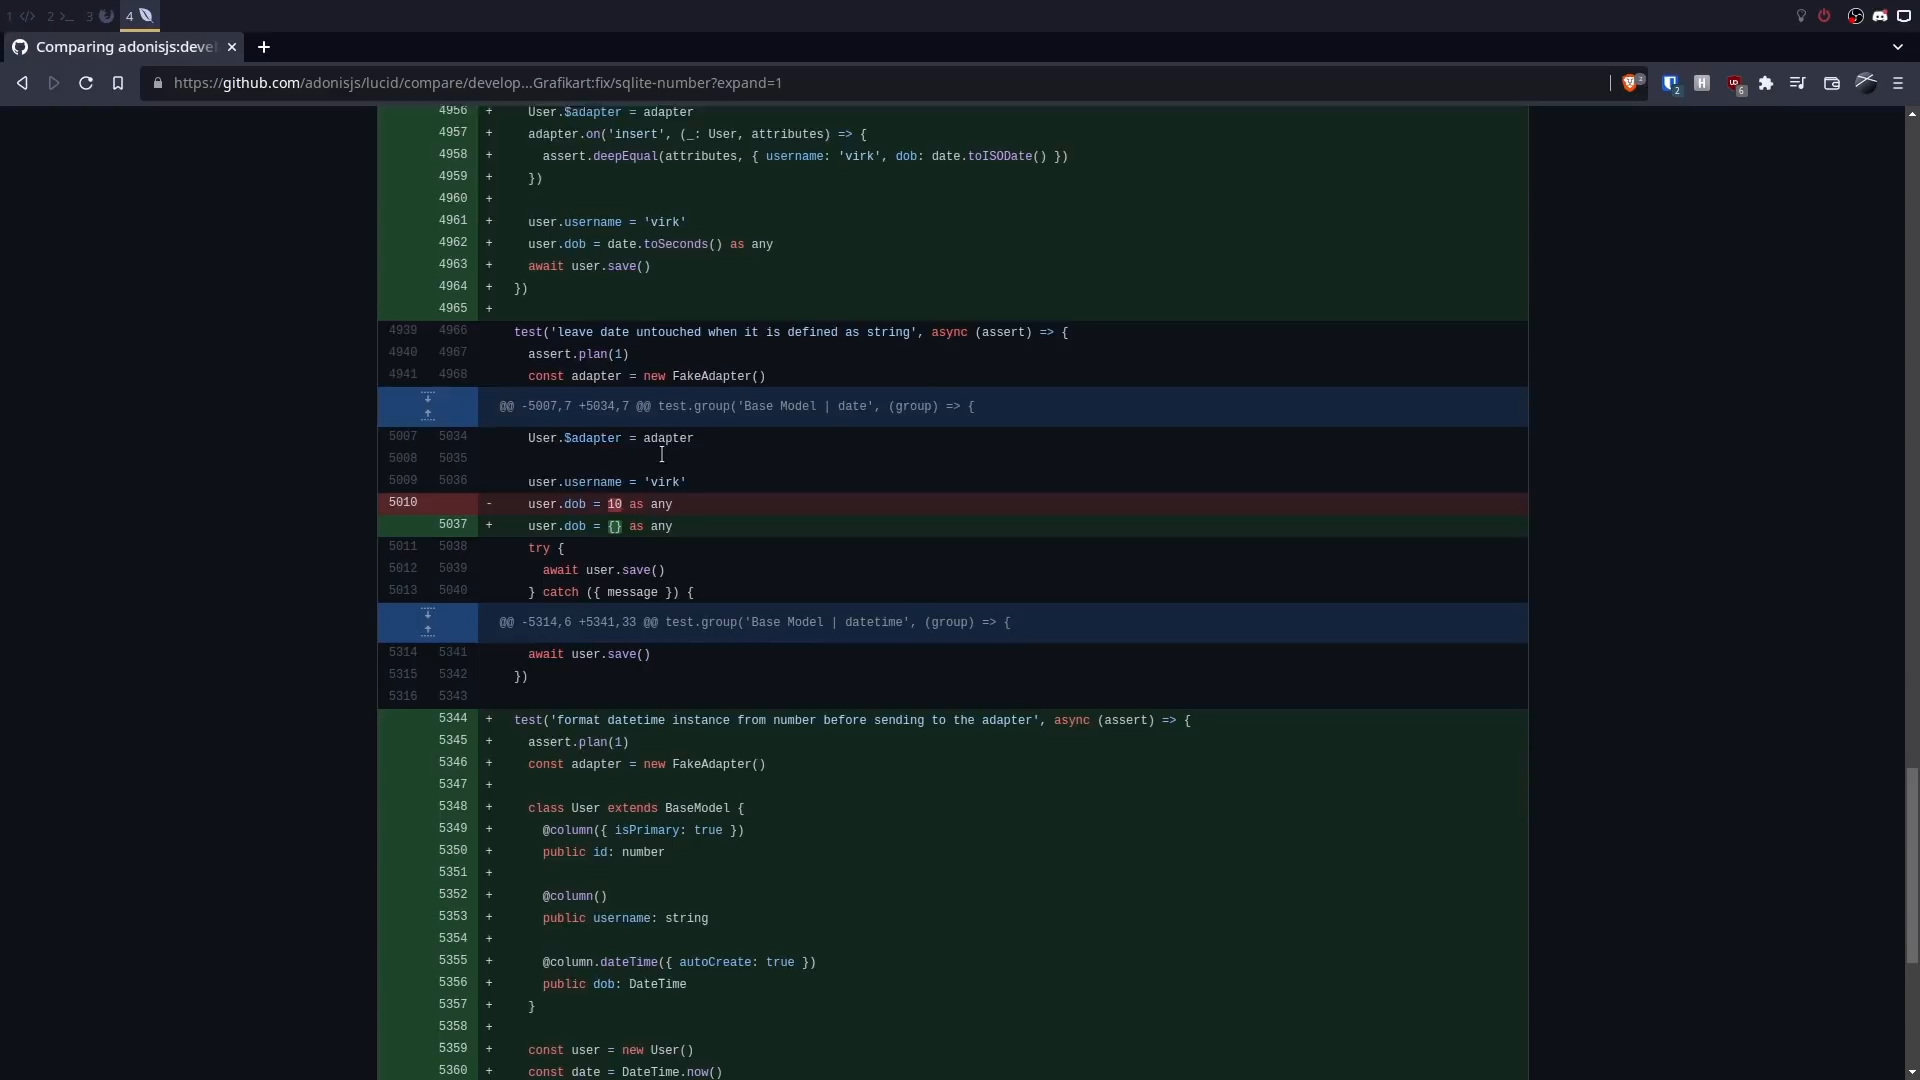 1 2 3 4
Comparing adonisjs:deve
https://github.com/adonisjs/lucid/compare/develop...Grafikart:fix/sqlite-number?expand=1
2 2 H UD 6
4956 + User.$adapter = adapter
4957 + adapter.on('insert', (_: User, attributes) => {
4958 + assert.deepEqual(attributes, { username: 'virk', dob: date.toISODate() })
4959 + })
4960 +
4961 + user.username = 'virk'
4962 + user.dob = date.toSeconds() as any
4963 + await user.save()
4964 + })
4965 +
4939 4966 test('leave date untouched when it is defined as string', async (assert) => {
4940 4967 assert.plan(1)
4941 4968 const adapter = new FakeAdapter()
@@ -5007,7 +5034,7 @@ test.group('Base Model | date', (group) => {
5007 5034 User.$adapter = adapter
5008 5035
5009 5036 user.username = 'virk'
5010 - user.dob = 10 as any
5037 + user.dob = {} as any
5011 5038 try {
5012 5039 await user.save()
5013 5040 } catch ({ message }) {
@@ -5314,6 +5341,33 @@ test.group('Base Model | datetime', (group) => {
5314 5341 await user.save()
5315 5342 })
5316 5343
5344 + test('format datetime instance from number before sending to the adapter', async (assert) => {
5345 + assert.plan(1)
5346 + const adapter = new FakeAdapter()
5347 +
5348 + class User extends BaseModel {
5349 + @column({ isPrimary: true })
5350 + public id: number
5351 +
5352 + @column()
5353 + public username: string
5354 +
5355 + @column.dateTime({ autoCreate: true })
5356 + public dob: DateTime
5357 + }
5358 +
5359 + const user = new User()
5360 + const date = DateTime.now()